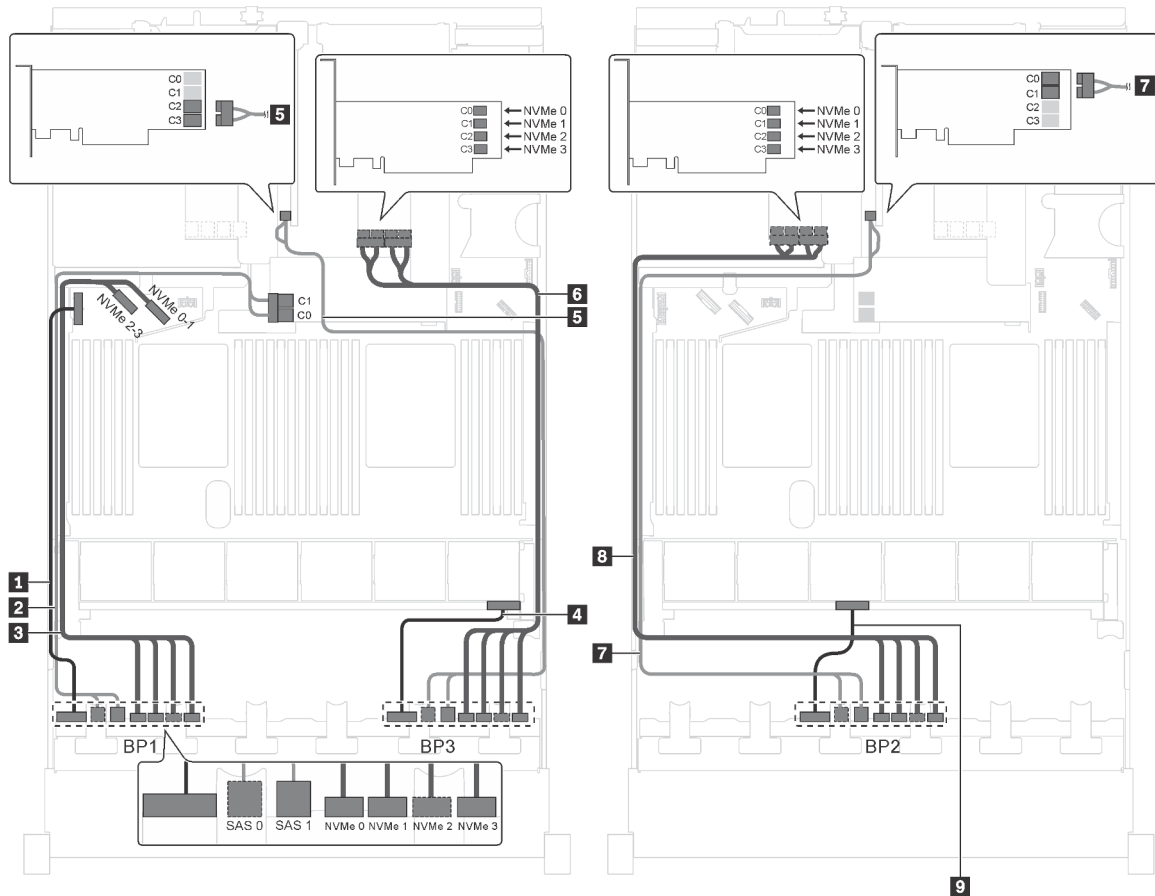 C0
C1
C2
C3
5
C0
C1
C2
C3
NVMe 0
NVMe 1
NVMe 2
NVMe 3
C0
C1
C2
C3
NVMe 0
NVMe 1
NVMe 2
NVMe 3
C0
C1
C2
C3
7
NVMe 2-3
NVMe 0-1
C1
C0
6
5
1
2
3
4
8
7
9
BP1
BP3
BP2
SAS 0
SAS 1
NVMe 0
NVMe 1
NVMe 2
NVMe 3